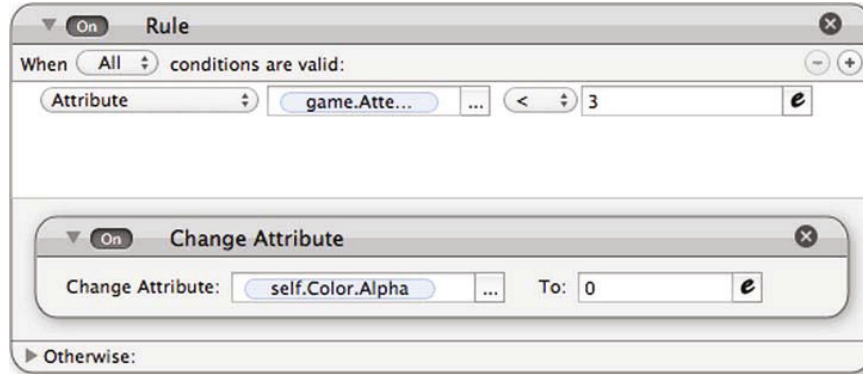 On Rule
When All conditions are valid:
Attribute game.Atte... ... < 3 e
On Change Attribute
Change Attribute: self.Color.Alpha ... To: 0 e
Otherwise: